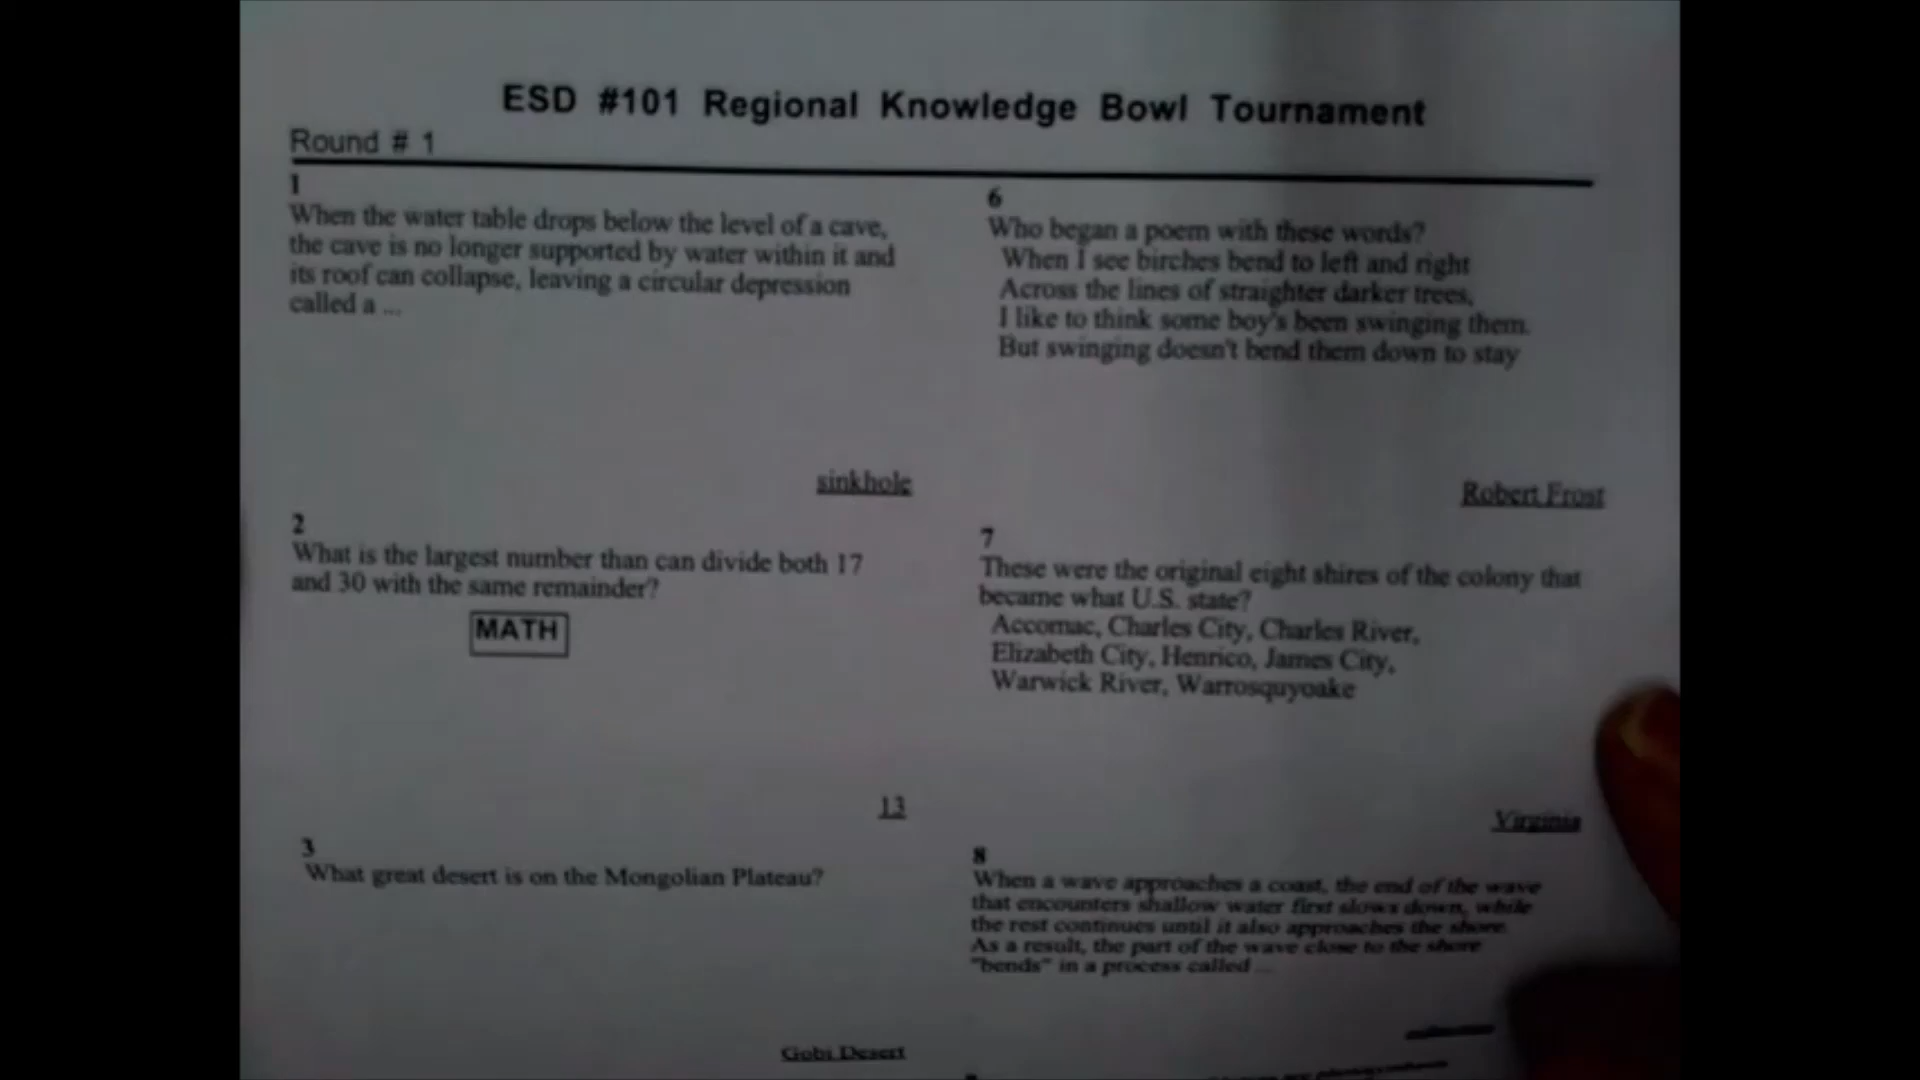 ESD #101 Regional Knowledge Bowl Tournament
Round # 1
1
When the water table drops below the level of a cave,
the cave is no longer supported by water within it and
its roof can collapse, leaving a circular depression
called a ...
sinkhole
2
What is the largest number than can divide both 17
and 30 with the same remainder?
MATH
13
3
What great desert is on the Mongolian Plateau?
Gobi Desert
6
Who began a poem with these words?
When I see birches bend to left and right
Across the lines of straighter darker trees,
I like to think some boy's been swinging them.
But swinging doesn't bend them down to stay
Robert Frost
7
These were the original eight shires of the colony that
became what U.S. state?
Accomac, Charles City, Charles River,
Elizabeth City, Henrico, James City,
Warwick River, Warrosquyoake
Virginia
8
When a wave approaches a coast, the end of the wave
that encounters shallow water first slows down, while
the rest continues until it also approaches the shore.
As a result, the part of the wave close to the shore
"bends" in a process called ...